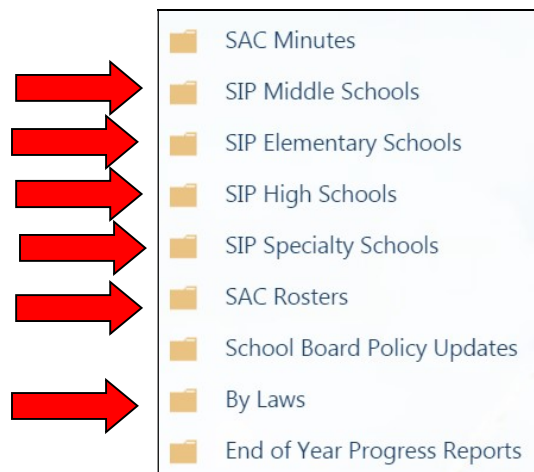 SAC Minutes
SIP Middle Schools
SIP Elementary Schools
SIP High Schools
SIP Specialty Schools
SAC Rosters
School Board Policy Updates
By Laws
End of Year Progress Reports